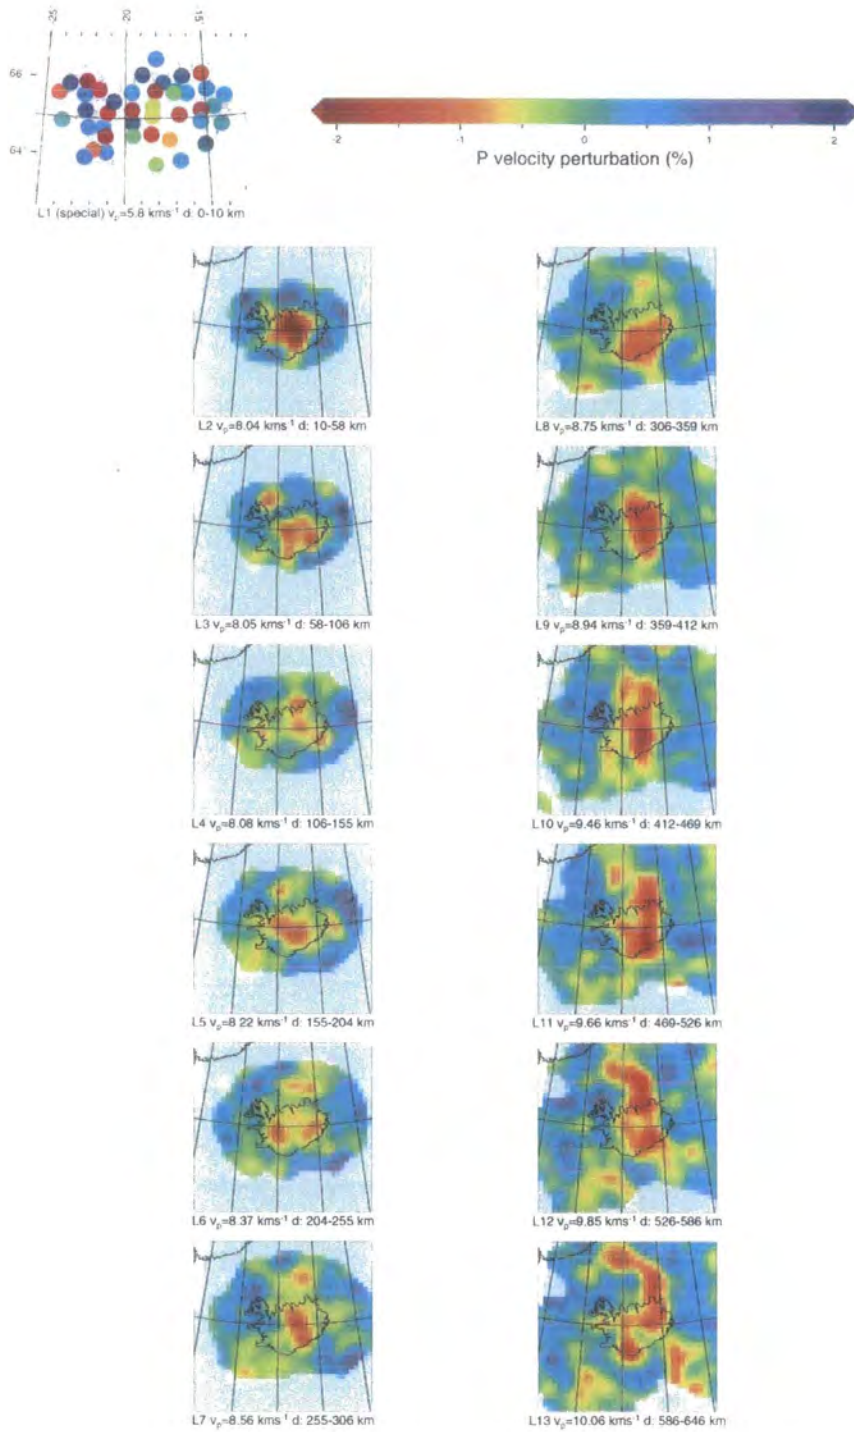 -25 -20 -15
66
64
L1 (special) vp=5.8 kms-1 d: 0-10 km
-2 -1 0 1 2
P velocity perturbation (%)
L2 vp=8.04 kms-1 d: 10-58 km
L3 vp=8.05 kms-1 d: 58-106 km
L4 vp=8.08 kms-1 d: 106-155 km
L5 vp=8.22 kms-1 d: 155-204 km
L6 vp=8.37 kms-1 d: 204-255 km
L7 vp=8.56 kms-1 d: 255-306 km
L8 vp=8.75 kms-1 d: 306-359 km
L9 vp=8.94 kms-1 d: 359-412 km
L10 vp=9.46 kms-1 d: 412-469 km
L11 vp=9.66 kms-1 d: 469-526 km
L12 vp=9.85 kms-1 d: 526-586 km
L13 vp=10.06 kms-1 d: 586-646 km